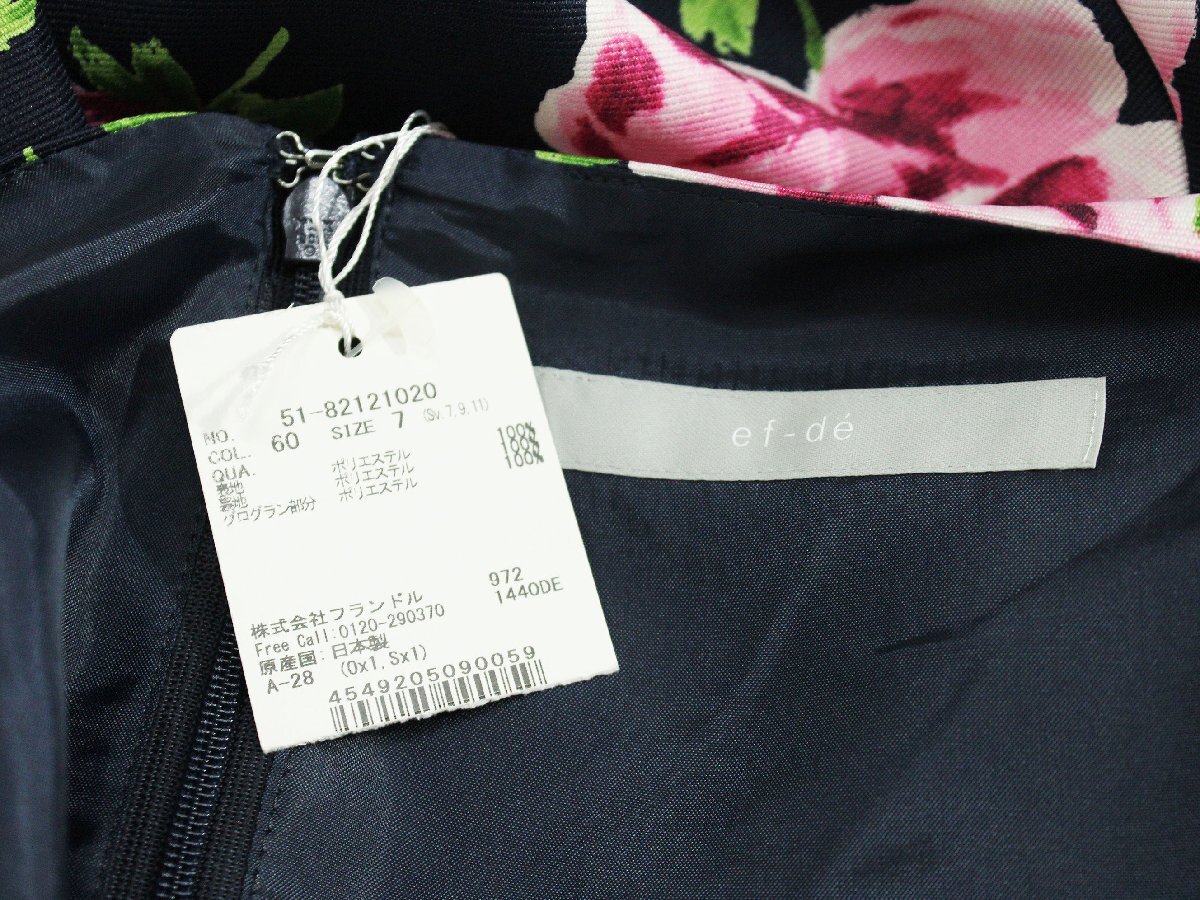 NO. 51-82121020
COL. 60 SIZE 7 (Sv.7.9.11)
QUA.
表地 ポリエステル 100%
裏地 ポリエステル 100%
グログラン部分 ポリエステル 100%
972
1440DE
株式会社フランドル
Free Call:0120-290370
原産国:日本製
A-28 (Ox1,Sx1)
4549205090059
ef-dé